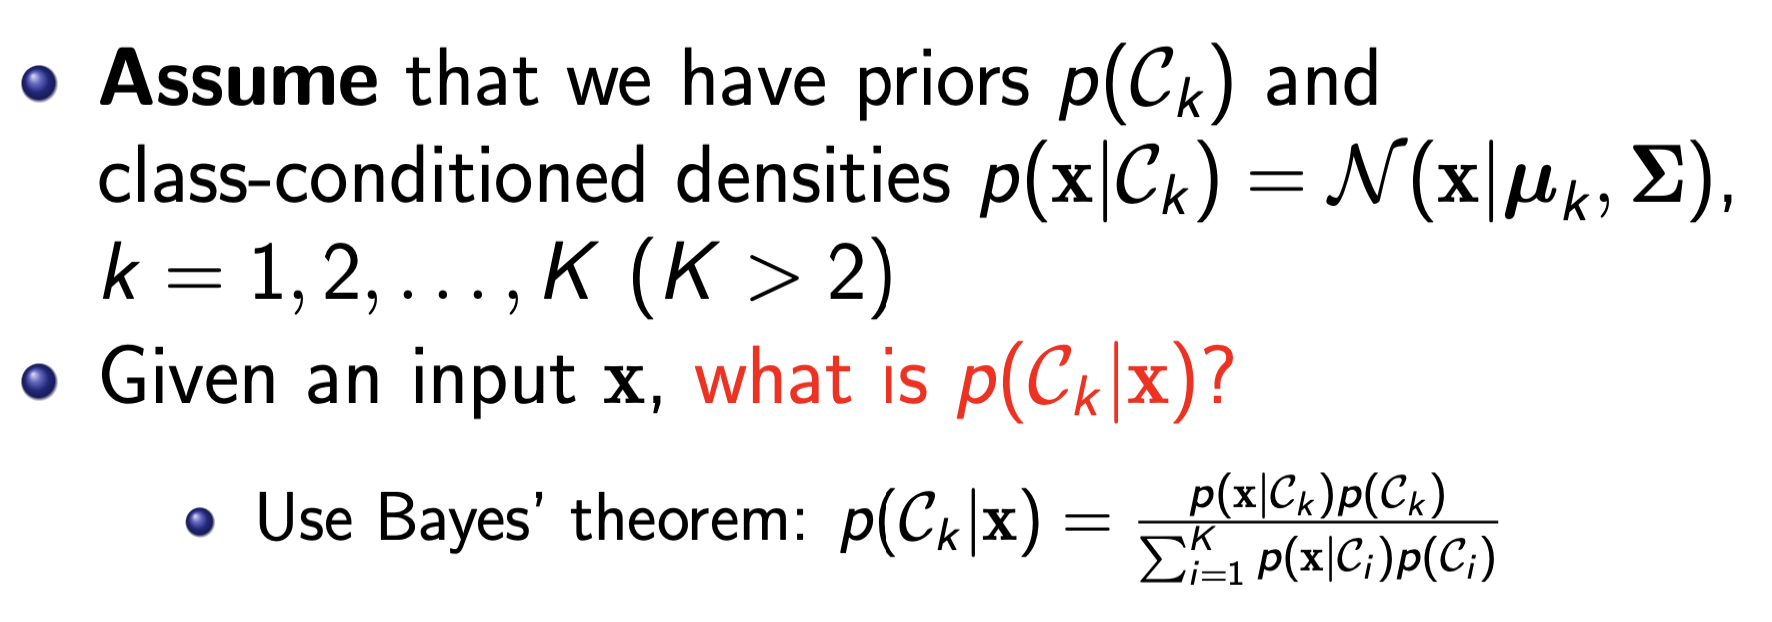 • Assume that we have priors $p(\mathcal{C}_k)$ and
class-conditioned densities $p(\mathbf{x}|\mathcal{C}_k) = \mathcal{N}(\mathbf{x}|\boldsymbol{\mu}_k, \boldsymbol{\Sigma})$,
$k = 1, 2, \ldots, K$ ($K > 2$)
• Given an input $\mathbf{x}$, what is $p(\mathcal{C}_k|\mathbf{x})$?
• Use Bayes' theorem: $p(\mathcal{C}_k|\mathbf{x}) = \frac{p(\mathbf{x}|\mathcal{C}_k)p(\mathcal{C}_k)}{\sum_{i=1}^{K} p(\mathbf{x}|\mathcal{C}_i)p(\mathcal{C}_i)}$